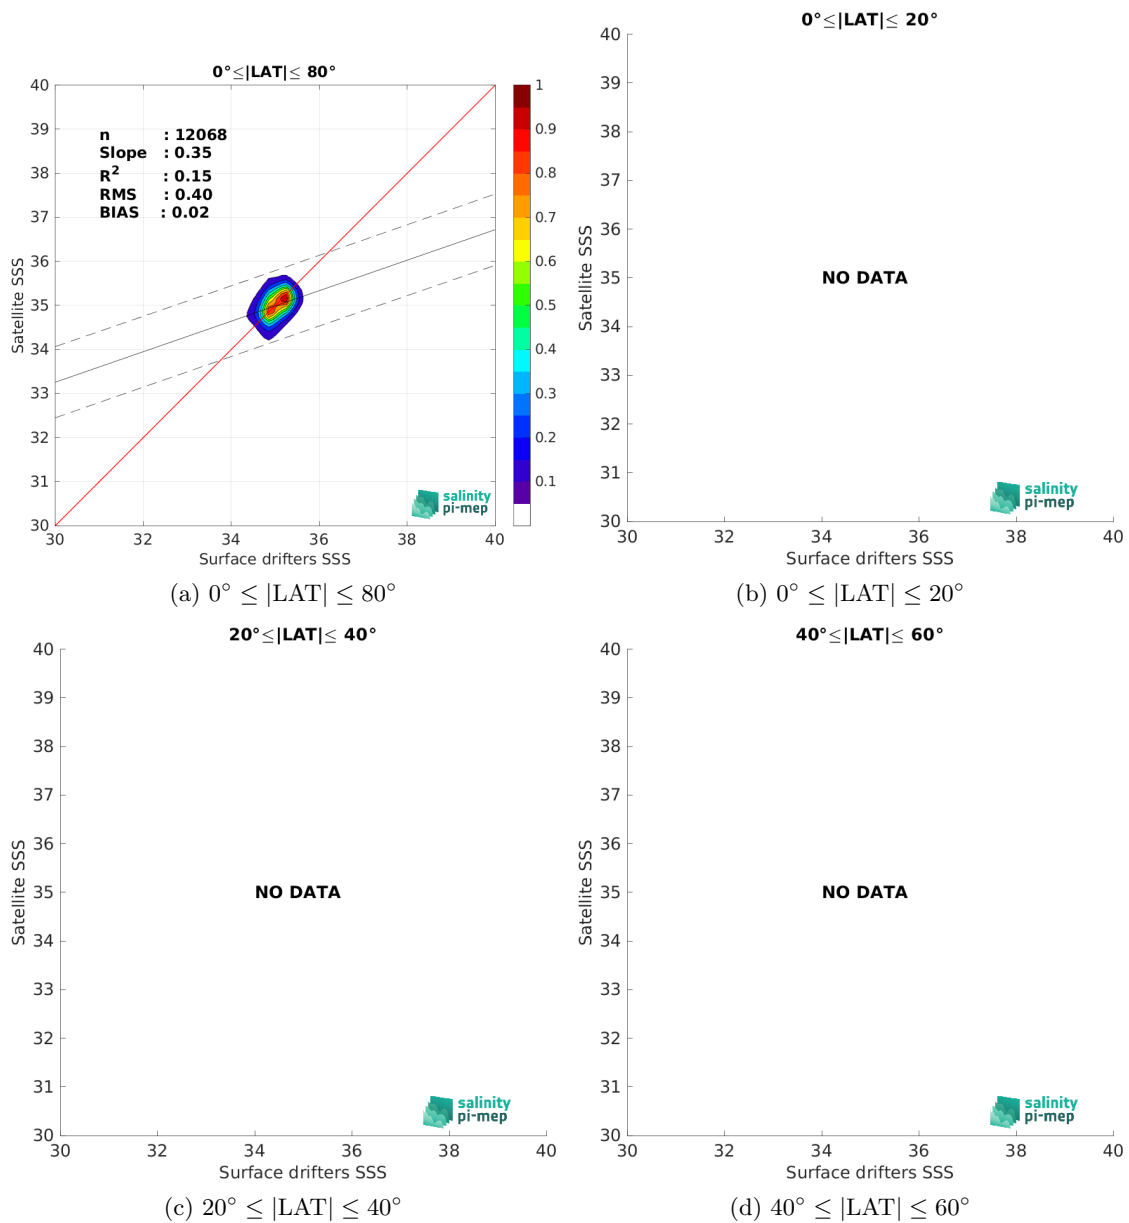 0°≤|LAT|≤ 80°
40
39
38
37
36
35
34
33
32
31
30
Satellite SSS
n : 12068
Slope : 0.35
R² : 0.15
RMS : 0.40
BIAS : 0.02
salinity
pi-mep
30 32 34 36 38 40
Surface drifters SSS
1
0.9
0.8
0.7
0.6
0.5
0.4
0.3
0.2
0.1
(a) 0° ≤ |LAT| ≤ 80°
0°≤|LAT|≤ 20°
40
39
38
37
36
35
34
33
32
31
30
Satellite SSS
NO DATA
salinity
pi-mep
30 32 34 36 38 40
Surface drifters SSS
(b) 0° ≤ |LAT| ≤ 20°
20°≤|LAT|≤ 40°
40
39
38
37
36
35
34
33
32
31
30
Satellite SSS
NO DATA
salinity
pi-mep
30 32 34 36 38 40
Surface drifters SSS
(c) 20° ≤ |LAT| ≤ 40°
40°≤|LAT|≤ 60°
40
39
38
37
36
35
34
33
32
31
30
Satellite SSS
NO DATA
salinity
pi-mep
30 32 34 36 38 40
Surface drifters SSS
(d) 40° ≤ |LAT| ≤ 60°